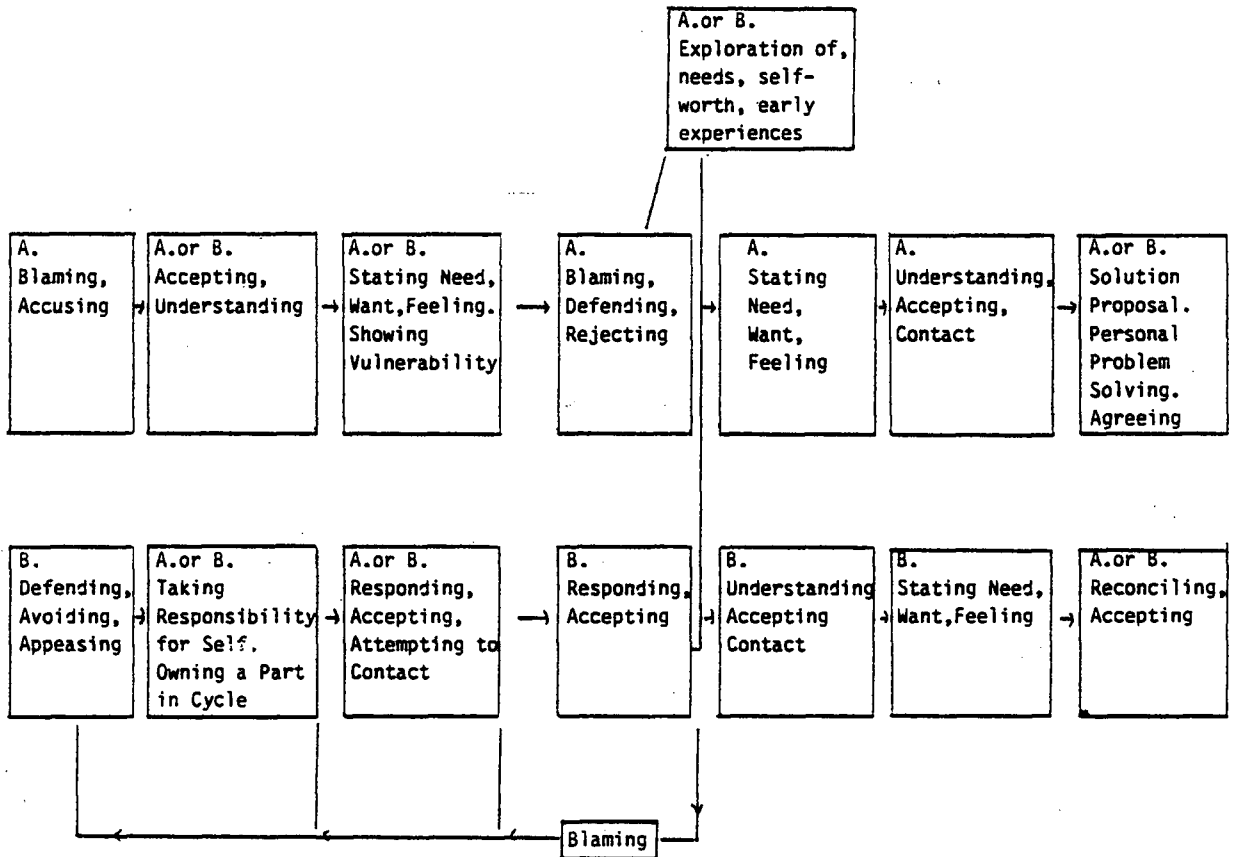 A.or B.
Exploration of,
needs, self-
worth, early
experiences
A.
Blaming,
Accusing
A.or B.
Accepting,
Understanding
A.or B.
Stating Need,
Want,Feeling.
Showing
Vulnerability
A.
Blaming,
Defending,
Rejecting
A.
Stating
Need,
Want,
Feeling
A.
Understanding,
Accepting,
Contact
A.or B.
Solution
Proposal.
Personal
Problem
Solving.
Agreeing
B.
Defending,
Avoiding,
Appeasing
A.or B.
Taking
Responsibility
for Self.
Owning a Part
in Cycle
A.or B.
Responding,
Accepting,
Attempting to
Contact
B.
Responding,
Accepting
B.
Understanding
Accepting
Contact
B.
Stating Need,
Want,Feeling
A.or B.
Reconciling,
Accepting
Blaming